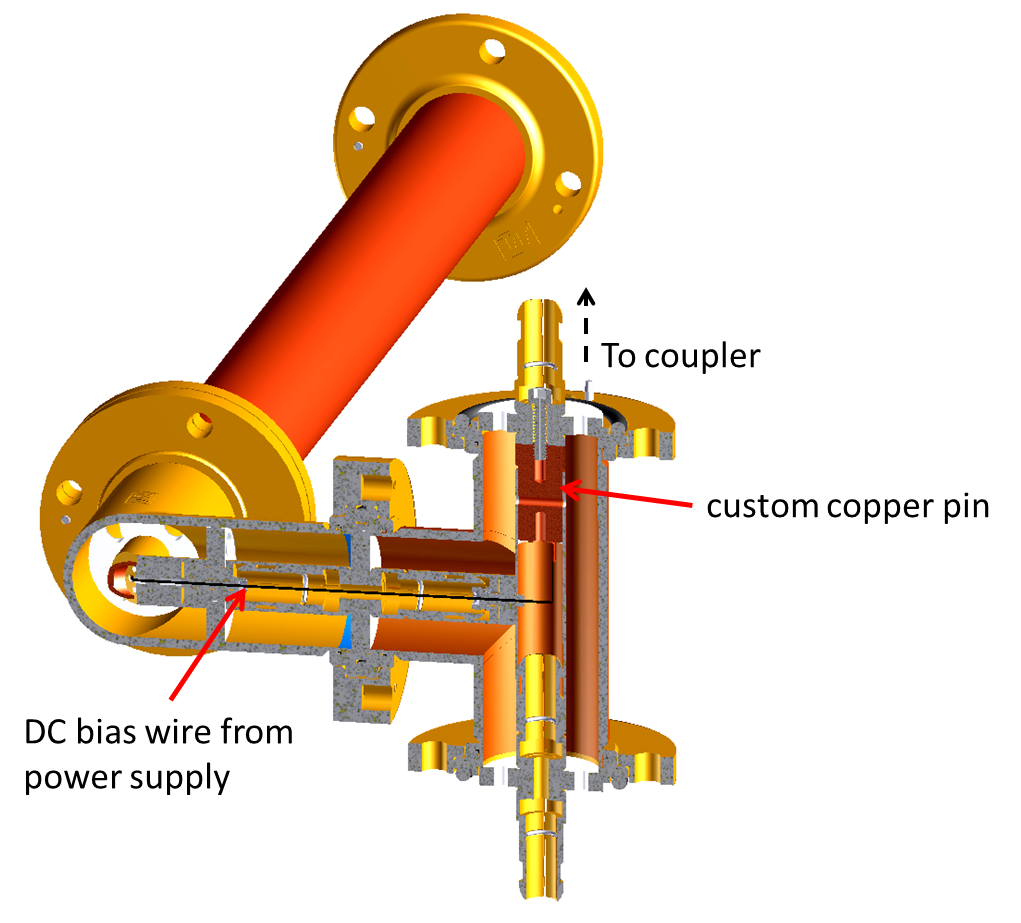 To coupler
custom copper pin
DC bias wire from
power supply